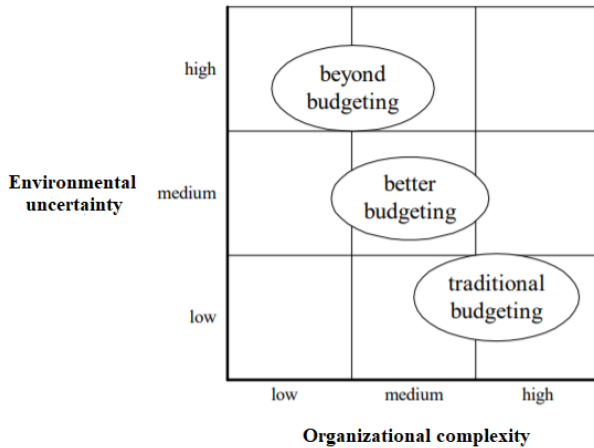 high
beyond
budgeting
Environmental
uncertainty
medium
better
budgeting
traditional
budgeting
low
low
medium
high
Organizational complexity